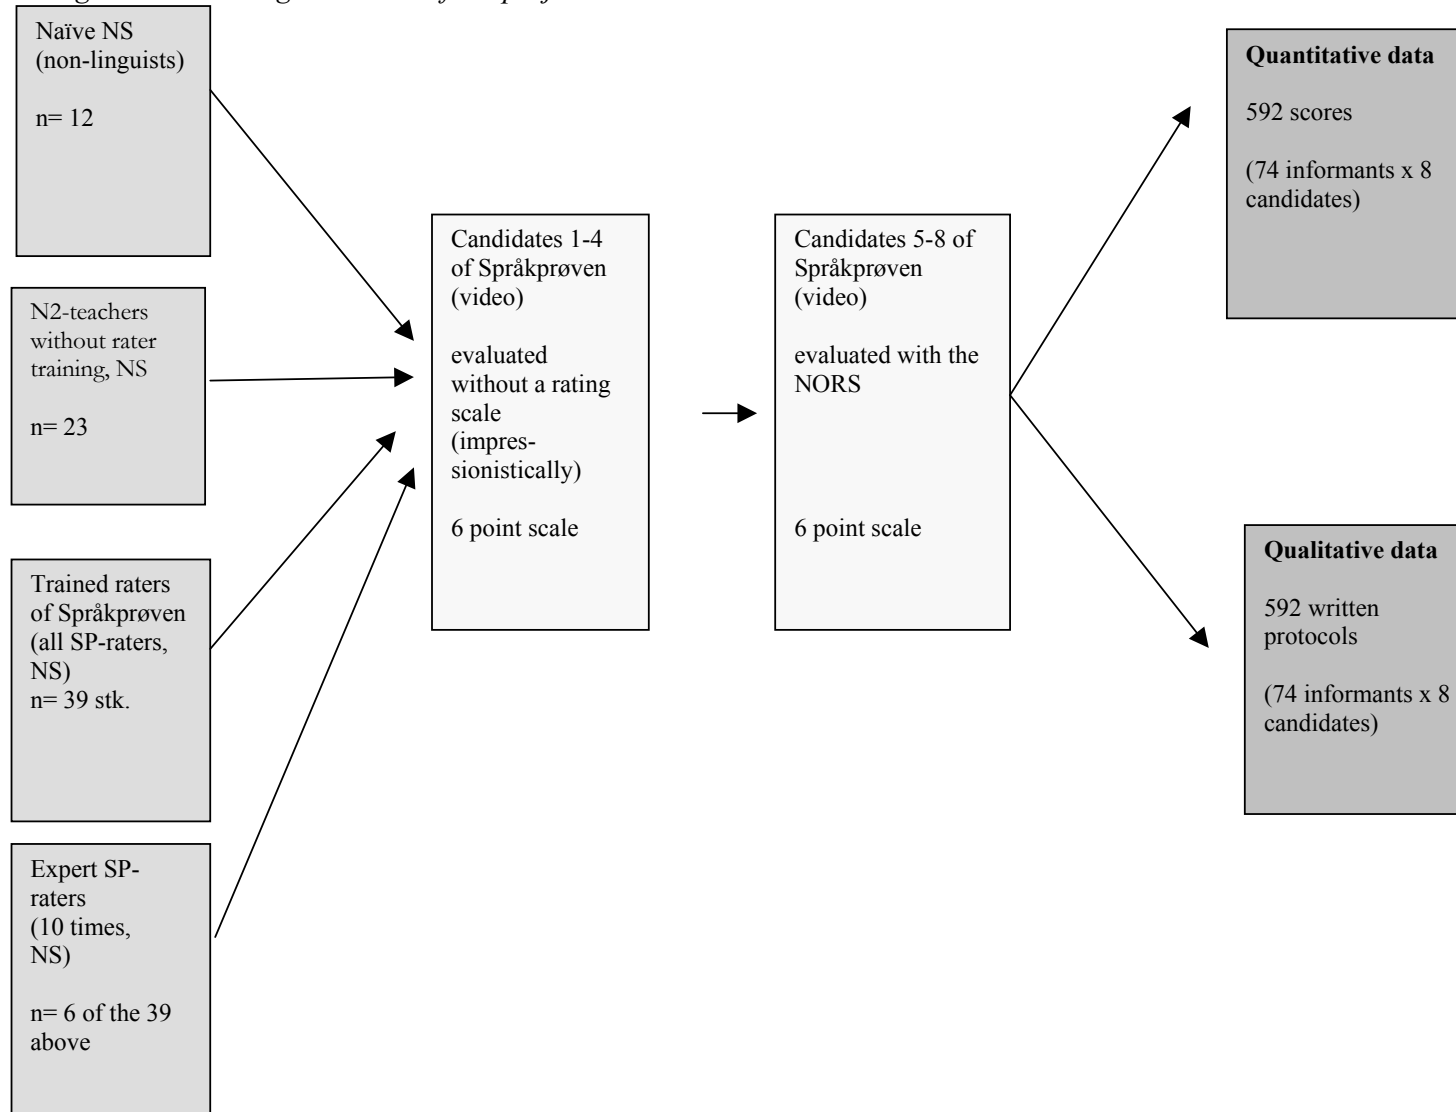 Naïve NS
(non-linguists)
n= 12
N2-teachers
without rater
training, NS
n= 23
Trained raters
of Språkprøven
(all SP-raters,
NS)
n= 39 stk.
Expert SP-
raters
(10 times,
NS)
n= 6 of the 39
above
Candidates 1-4
of Språkprøven
(video)
evaluated
without a rating
scale
(impres-
sionistically)
6 point scale
Candidates 5-8 of
Språkprøven
(video)
evaluated with the
NORS
6 point scale
Quantitative data
592 scores
(74 informants x 8
candidates)
Qualitative data
592 written
protocols
(74 informants x 8
candidates)